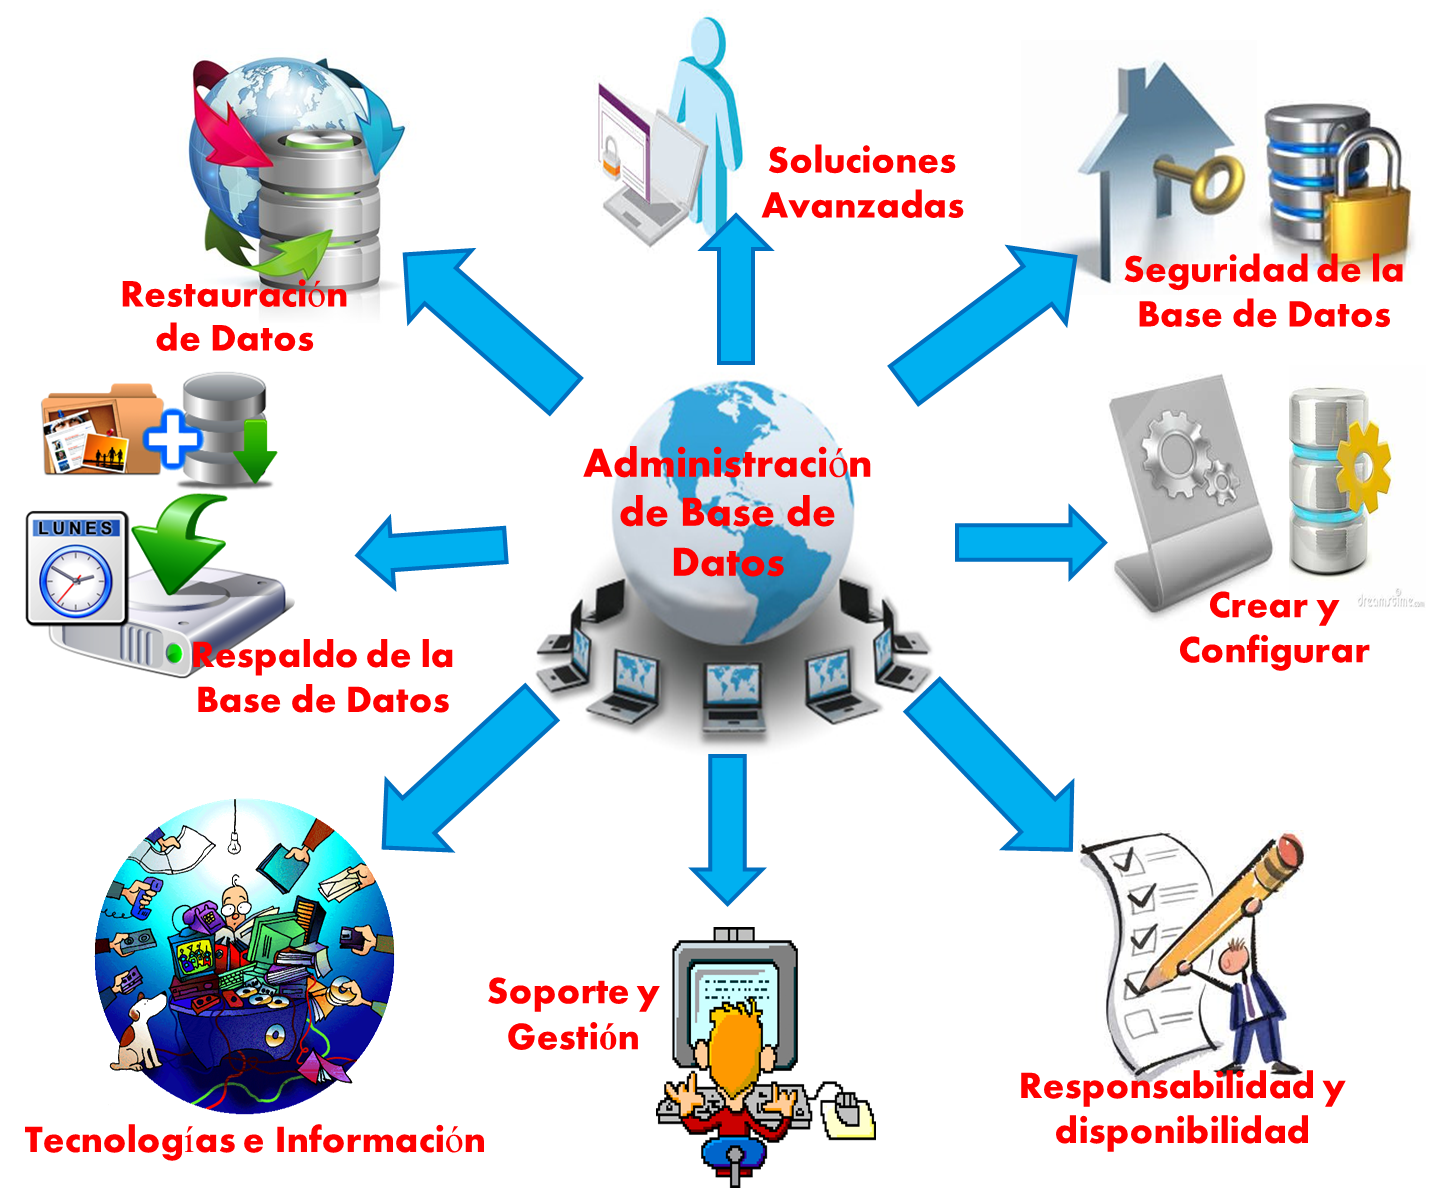 Soluciones
Avanzadas
Restauración
de Datos
Seguridad de la
Base de Datos
Administración
de Base de
Datos
LUNES
Crear y
Configurar
dreamstime.com
Respaldo de la
Base de Datos
Soporte y
Gestión
Responsabilidad y
disponibilidad
Tecnologías e Información